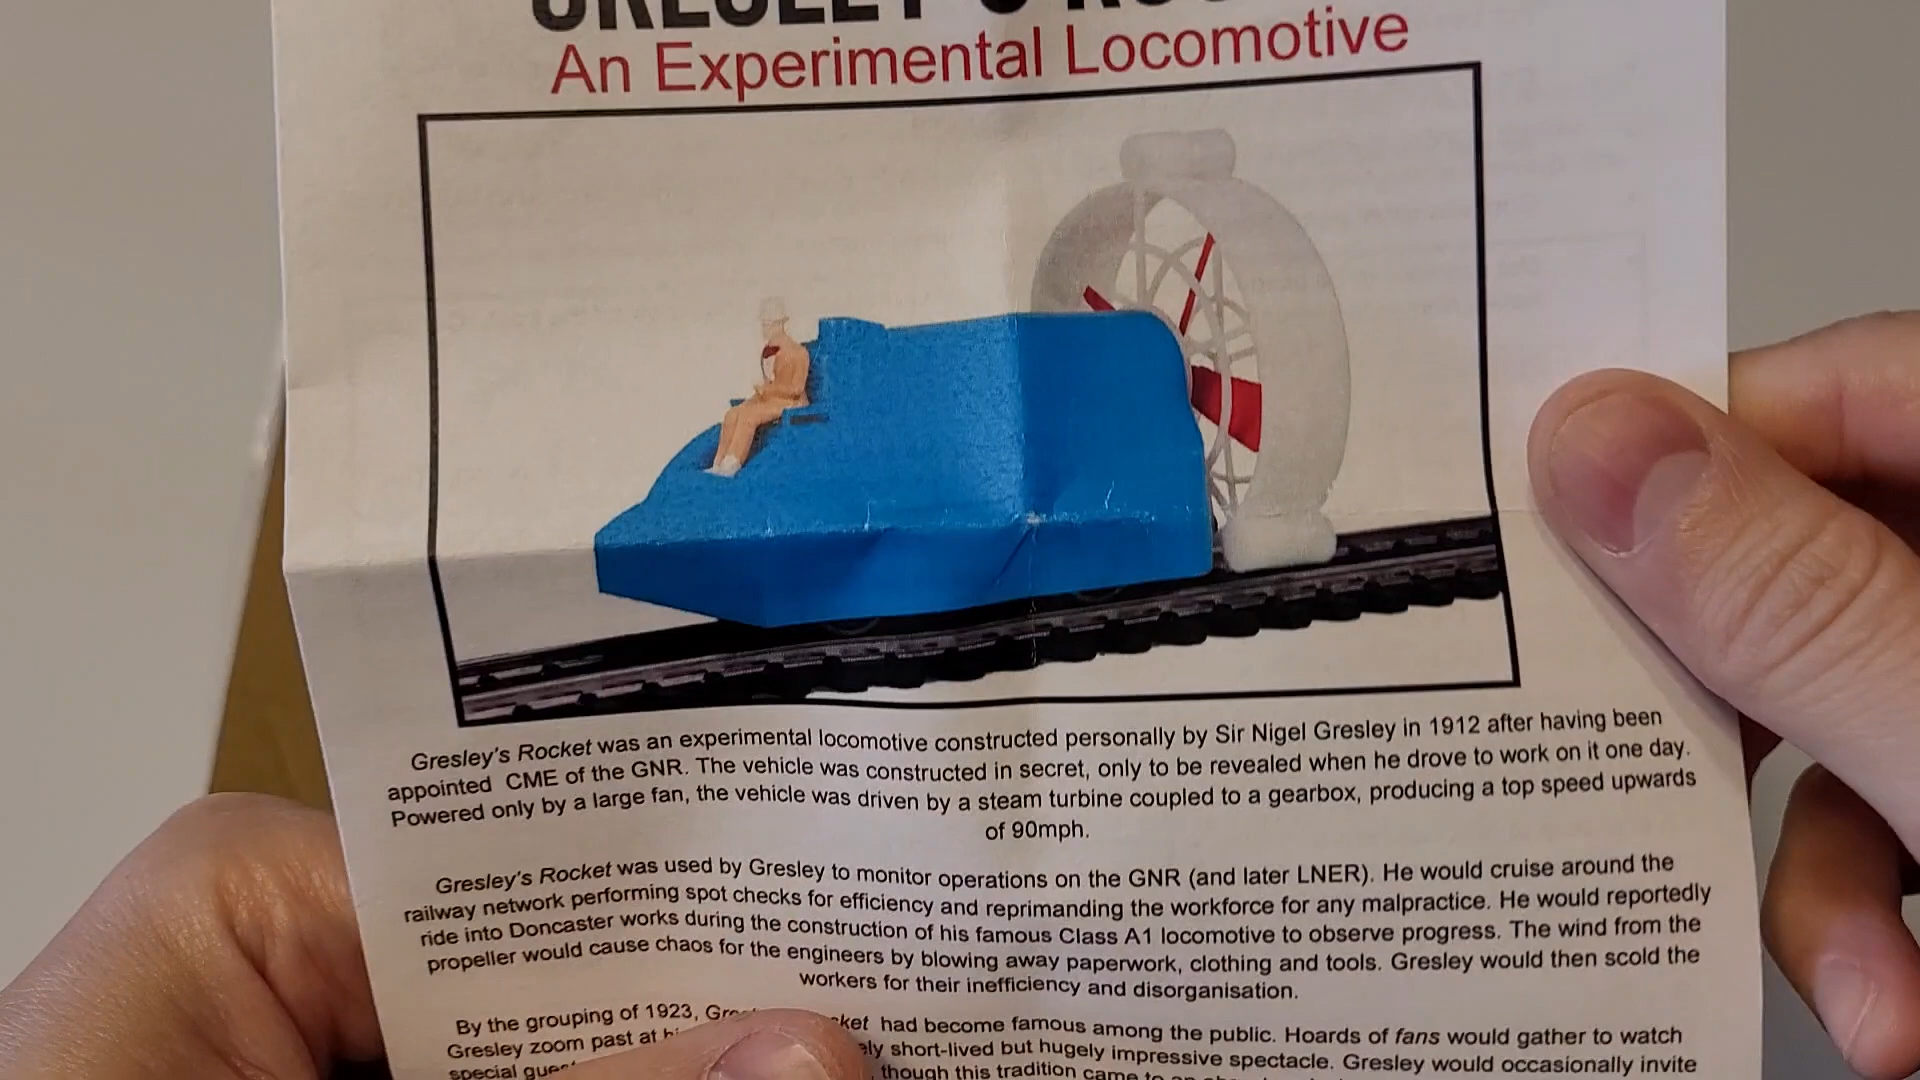 GRESLEY'S
An Experimental Locomotive
Gresley's Rocket was an experimental locomotive constructed personally by Sir Nigel Gresley in 1912 after having been
appointed CME of the GNR. The vehicle was constructed in secret, only to be revealed when he drove to work on it one day.
Powered only by a large fan, the vehicle was driven by a steam turbine coupled to a gearbox, producing a top speed upwards
of 90mph.
Gresley's Rocket was used by Gresley to monitor operations on the GNR (and later LNER). He would cruise around the
railway network performing spot checks for efficiency and reprimanding the workforce for any malpractice. He would reportedly
ride into Doncaster works during the construction of his famous Class A1 locomotive to observe progress. The wind from the
propeller would cause chaos for the engineers by blowing away paperwork, clothing and tools. Gresley would then scold the
workers for their inefficiency and disorganisation.
By the grouping of 1923, had become famous among the public. Hoards of fans would gather to watch
Gresley zoom past at short-lived but hugely impressive spectacle. Gresley would occasionally invite
special though this tradition came to